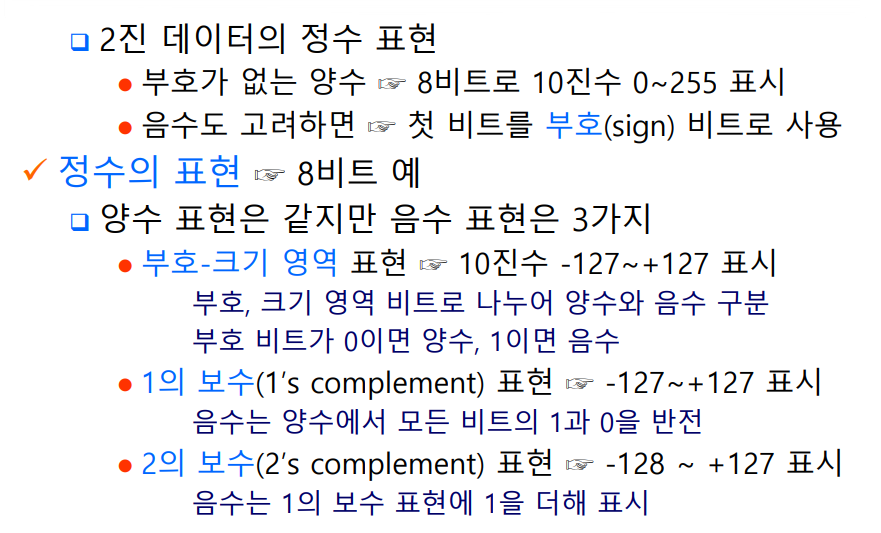 ❑ 2진 데이터의 정수 표현
● 부호가 없는 양수 ☞ 8비트로 10진수 0~255 표시
● 음수도 고려하면 ☞ 첫 비트를 부호(sign) 비트로 사용
✓ 정수의 표현 ☞ 8비트 예
❑ 양수 표현은 같지만 음수 표현은 3가지
● 부호-크기 영역 표현 ☞ 10진수 -127~+127 표시
부호, 크기 영역 비트로 나누어 양수와 음수 구분
부호 비트가 0이면 양수, 1이면 음수
● 1의 보수(1’s complement) 표현 ☞ -127~+127 표시
음수는 양수에서 모든 비트의 1과 0을 반전
● 2의 보수(2’s complement) 표현 ☞ -128 ~ +127 표시
음수는 1의 보수 표현에 1을 더해 표시